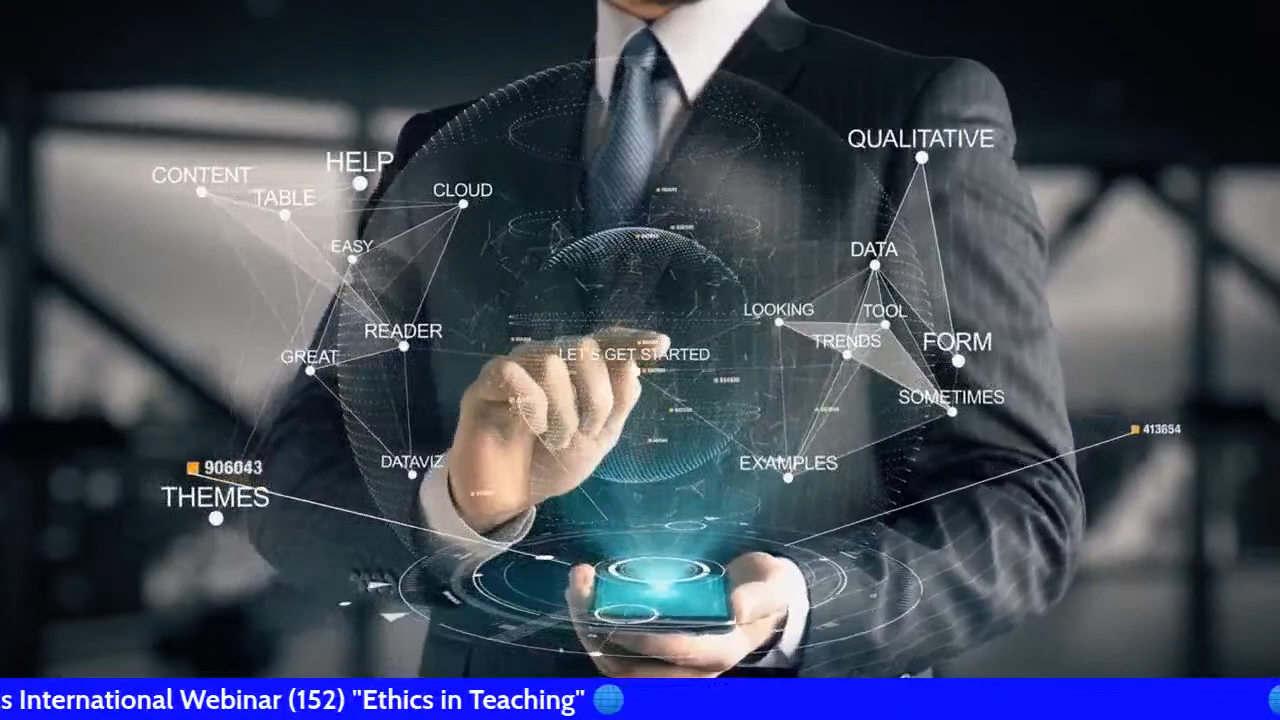 QUALITATIVE
HELP
CONTENT
TABLE
CLOUD
EASY
DATA
LOOKING
TOOL
READER
TRENDS
FORM
GREAT
LET'S GET STARTED
SOMETIMES
413654
DATAVIZ
EXAMPLES
906043
THEMES
s International Webinar (152) "Ethics in Teaching"